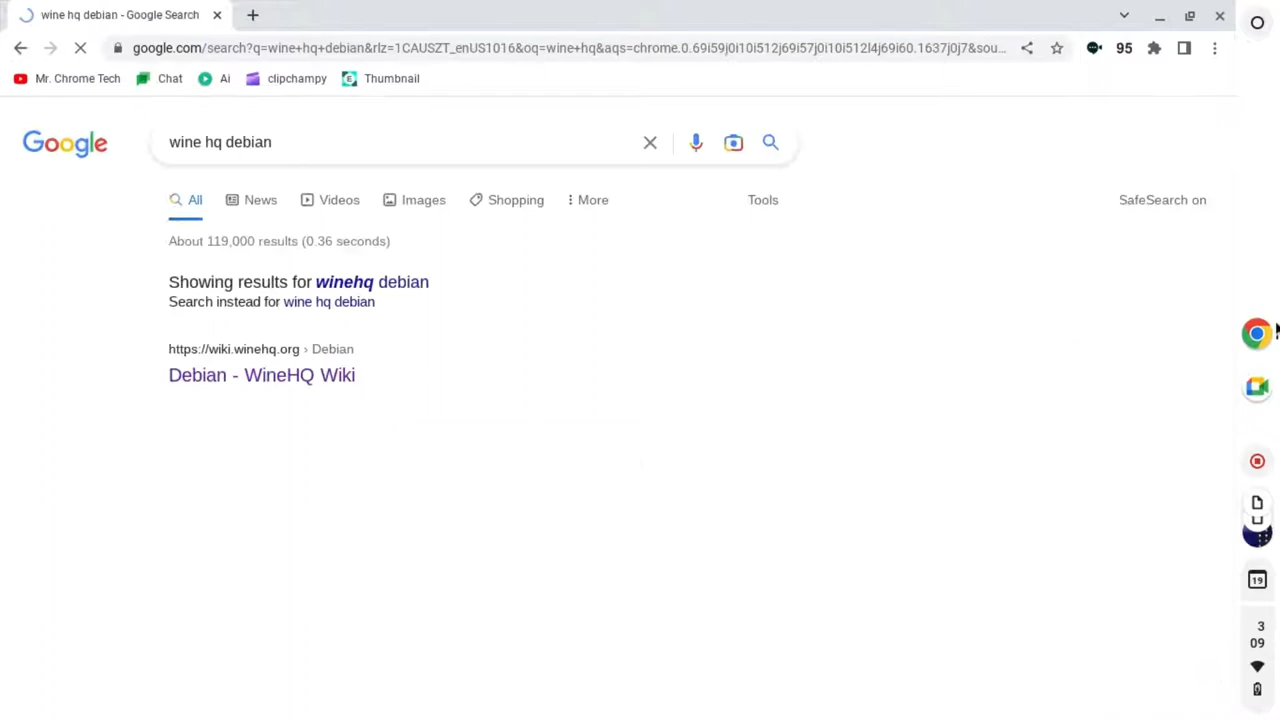 wine hq debian - Google Search
google.com/search?q=wine+hq+debian&rlz=1CAUSZT_enUS1016&oq=wine+hq&aqs=chrome.0.69i59j0i10i512j69i57j0i10i512l4j69i60.1637j0j7&sou...
95
Mr. Chrome Tech
Chat
Ai
clipchampy
Thumbnail
Google
wine hq debian
All
News
Videos
Images
Shopping
More
Tools
SafeSearch on
About 119,000 results (0.36 seconds)
Showing results for winehq debian
Search instead for wine hq debian
https://wiki.winehq.org › Debian
Debian - WineHQ Wiki
19
3
09